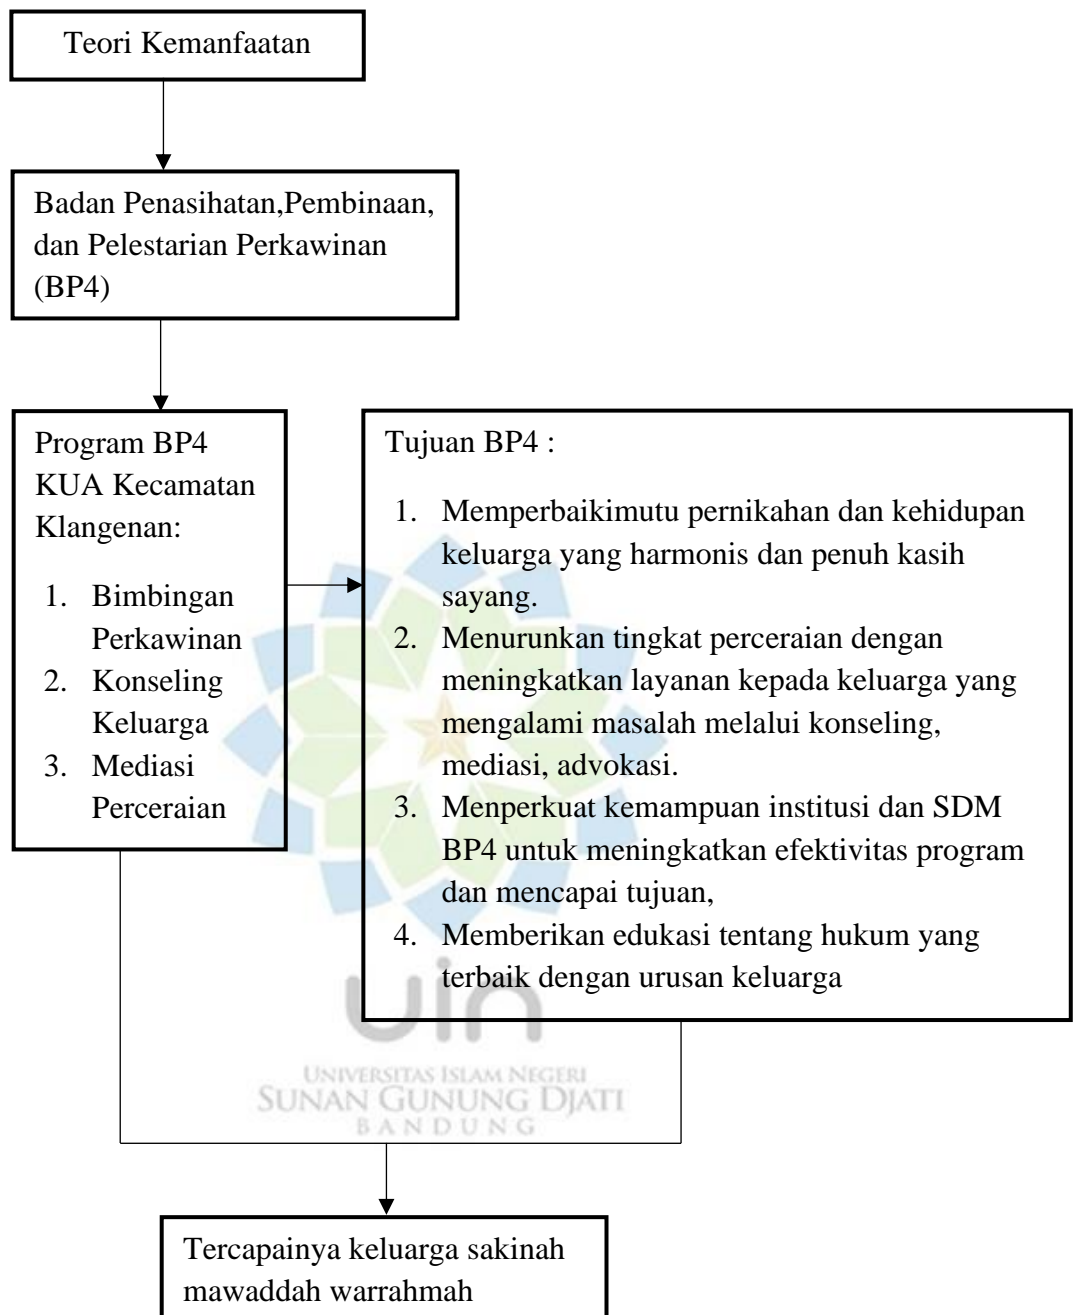 Teori Kemanfaatan
Badan Penasihatan,Pembinaan,
dan Pelestarian Perkawinan
(BP4)
Program BP4
KUA Kecamatan
Klangenan:
1. Bimbingan
Perkawinan
2. Konseling
Keluarga
3. Mediasi
Perceraian
Tujuan BP4 :
1. Memperbaikimutu pernikahan dan kehidupan
keluarga yang harmonis dan penuh kasih
sayang.
2. Menurunkan tingkat perceraian dengan
meningkatkan layanan kepada keluarga yang
mengalami masalah melalui konseling,
mediasi, advokasi.
3. Menperkuat kemampuan institusi dan SDM
BP4 untuk meningkatkan efektivitas program
dan mencapai tujuan,
4. Memberikan edukasi tentang hukum yang
terbaik dengan urusan keluarga
uin
UNIVERSITAS ISLAM NEGERI
SUNAN GUNUNG DJATI
BANDUNG
Tercapainya keluarga sakinah
mawaddah warrahmah